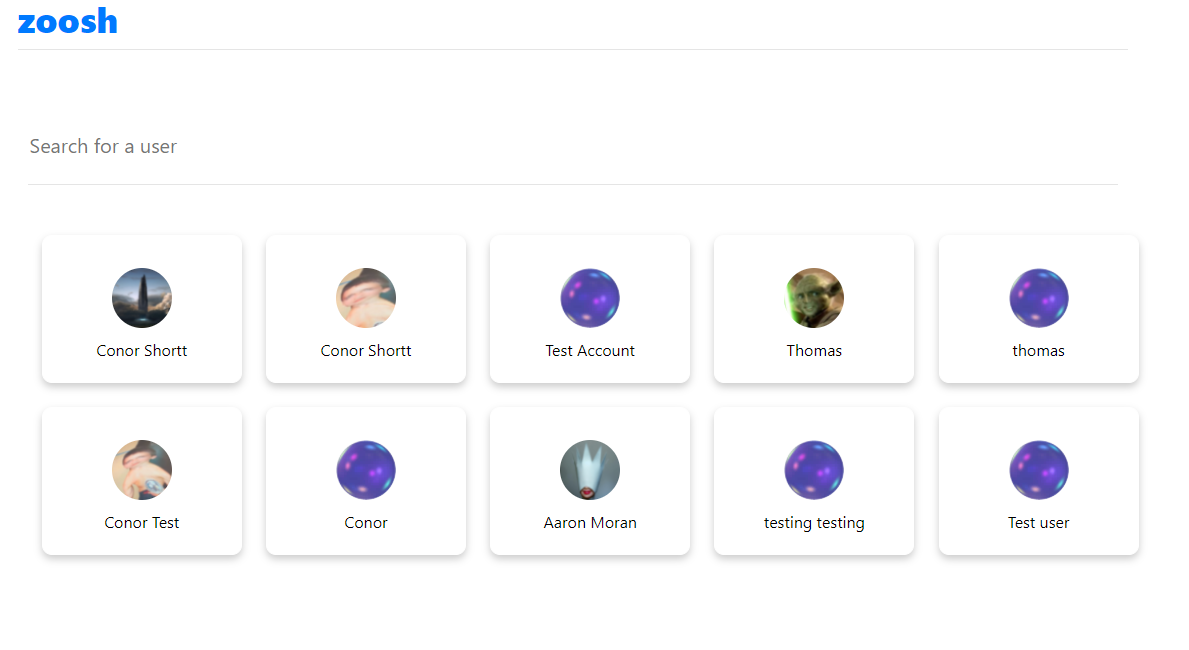 zoosh
Search for a user
Conor Shortt
Conor Shortt
Test Account
Thomas
thomas
Conor Test
Conor
Aaron Moran
testing testing
Test user